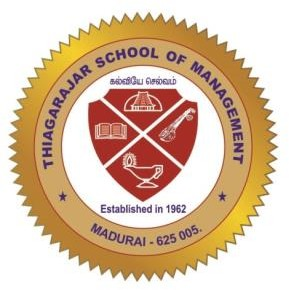 THIAGARAJAR SCHOOL OF MANAGEMENT
கல்வியே செல்வம்
Established in 1962
MADURAI - 625 005.